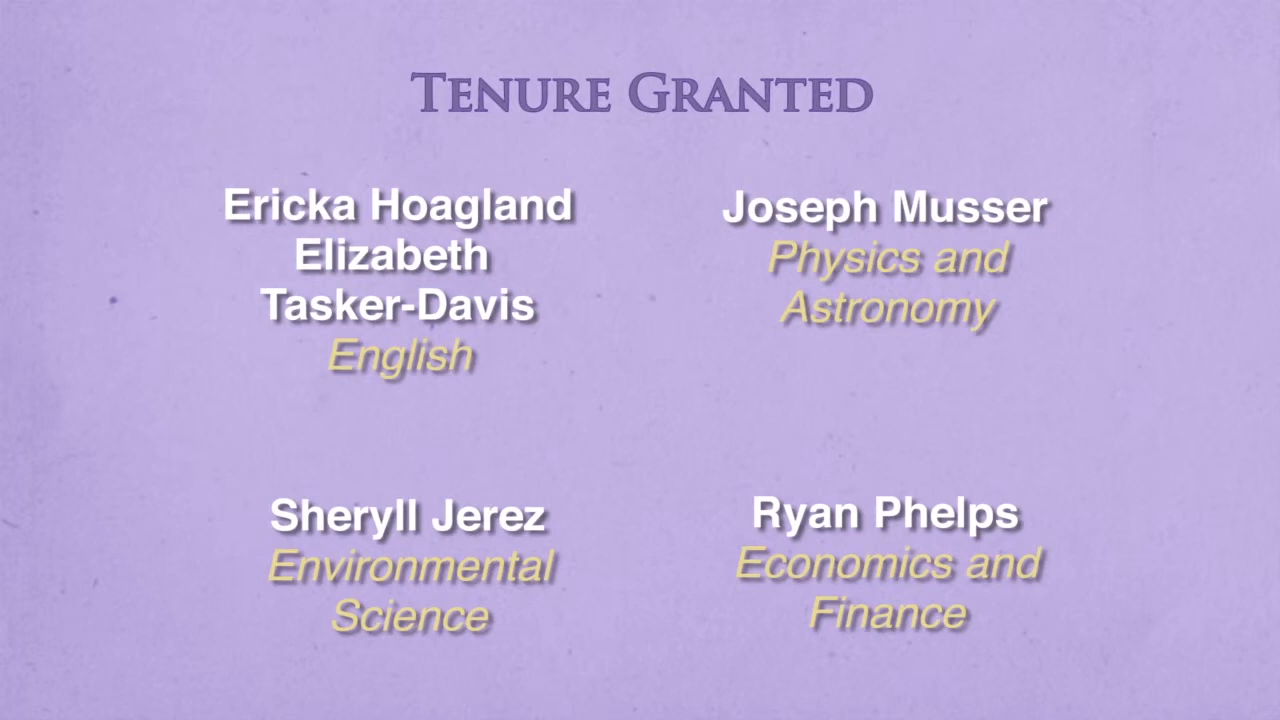 Tenure Granted
Ericka Hoagland
Elizabeth
Tasker-Davis
English
Joseph Musser
Physics and
Astronomy
Sheryll Jerez
Environmental
Science
Ryan Phelps
Economics and
Finance